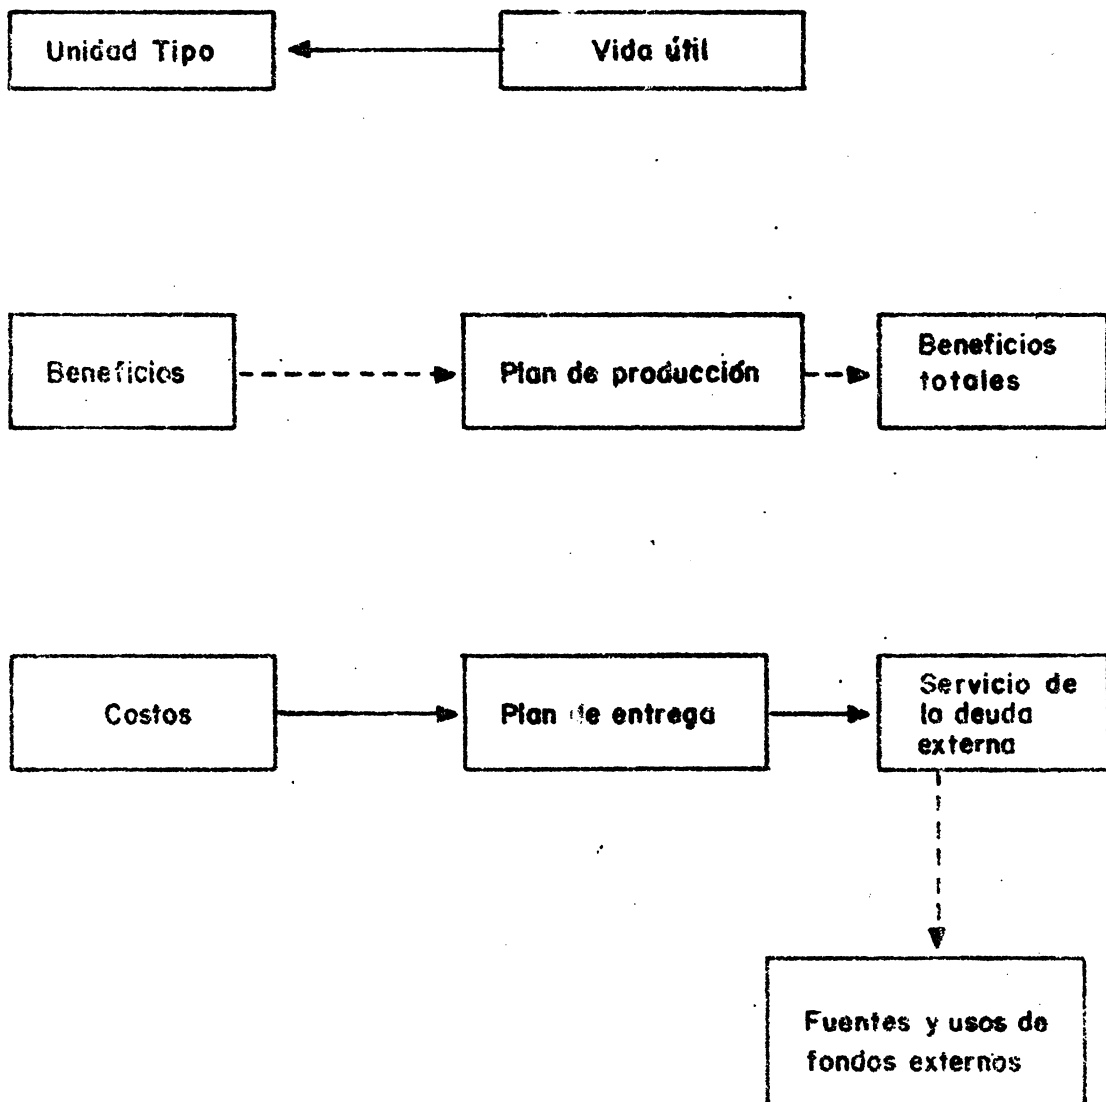 Unidad Tipo
Vida útil
Beneficios
Plan de producción
Beneficios
totales
Costos
Plan de entrega
Servicio de
la deuda
externa
Fuentes y usos de
fondos externos